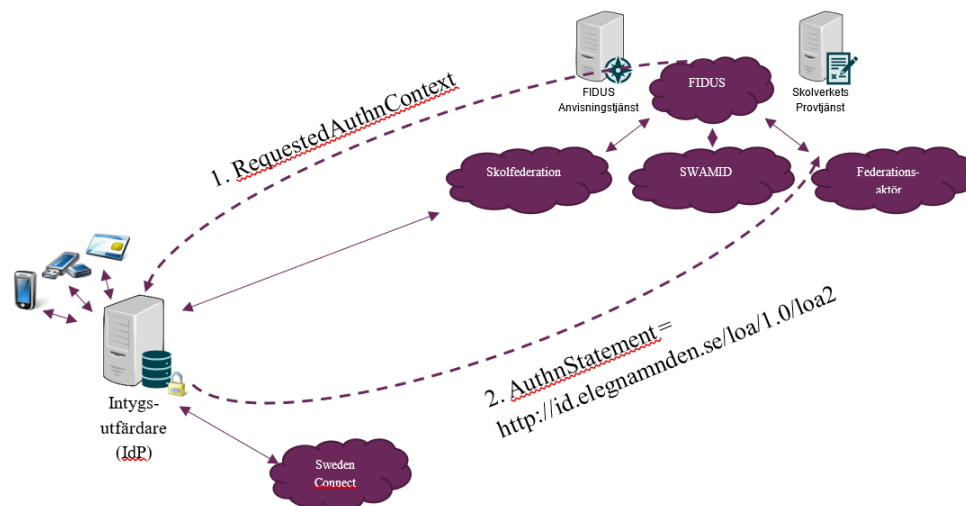 FIDUS
Anvisningstjänst
FIDUS
Skolverkets
Provtjänst
1. RequestedAuthnContext
Skolfederation
SWAMID
Federations-
aktör
2. AuthnStatement=
http://id.elegnamnden.se/loa/1.0/loa2
Intygs-
utfärdare
(IdP)
Sweden
Connect